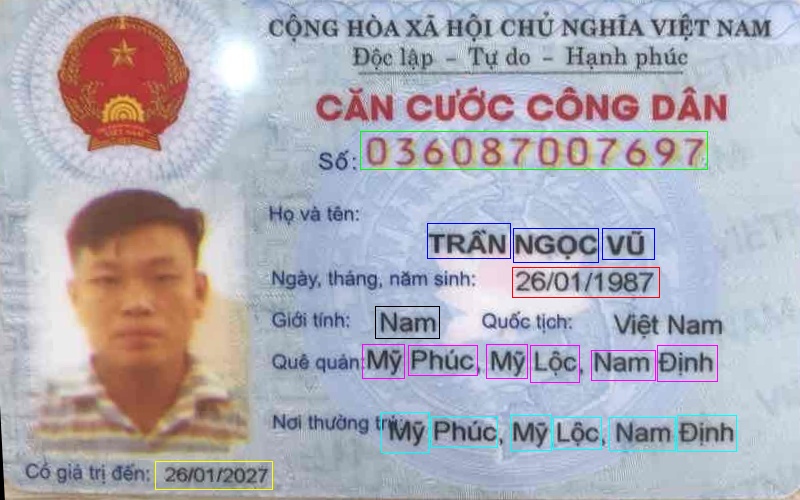 CỘNG HÒA XÃ HỘI CHỦ NGHĨA VIỆT NAM
Độc lập - Tự do - Hạnh phúc
CĂN CƯỚC CÔNG DÂN
Số: 036087007697
Họ và tên:
TRẦN NGỌC VŨ
Ngày, tháng, năm sinh: 26/01/1987
Giới tính: Nam Quốc tịch: Việt Nam
Quê quán: Mỹ Phúc, Mỹ Lộc, Nam Định
Nơi thường trú: Mỹ Phúc, Mỹ Lộc, Nam Định
Có giá trị đến: 26/01/2027